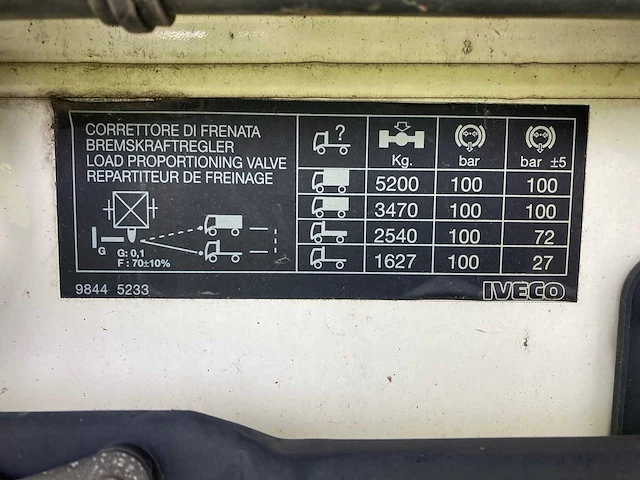 CORRETTORE DI FRENATA
BREMSKRAFTREGLER
LOAD PROPORTIONING VALVE
REPARTITEUR DE FREINAGE
G
G: 0,1
F: 70±10%
?
Kg. bar bar ±5
5200 100 100
3470 100 100
2540 100 72
1627 100 27
9844 5233
IVECO